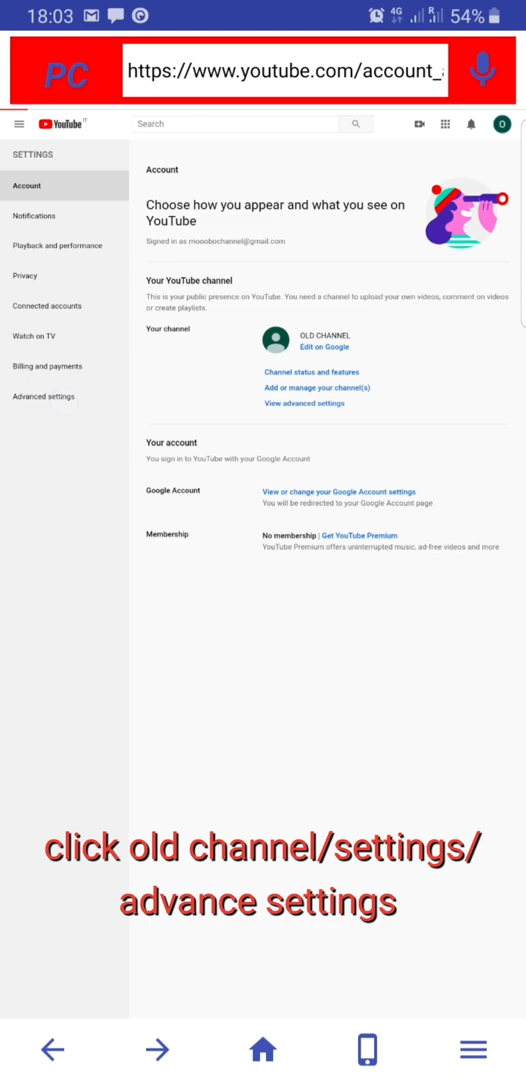 18:03 4G R 54%
PC https://www.youtube.com/account_a
YouTube IT Search O
SETTINGS
Account
Notifications
Playback and performance
Privacy
Connected accounts
Watch on TV
Billing and payments
Advanced settings
Account
Choose how you appear and what you see on
YouTube
Signed in as mooobochannel@gmail.com
Your YouTube channel
This is your public presence on YouTube. You need a channel to upload your own videos, comment on videos
or create playlists.
Your channel
OLD CHANNEL
Edit on Google
Channel status and features
Add or manage your channel(s)
View advanced settings
Your account
You sign in to YouTube with your Google Account
Google Account
View or change your Google Account settings
You will be redirected to your Google Account page
Membership
No membership | Get YouTube Premium
YouTube Premium offers uninterrupted music, ad-free videos and more
click old channel/settings/
advance settings